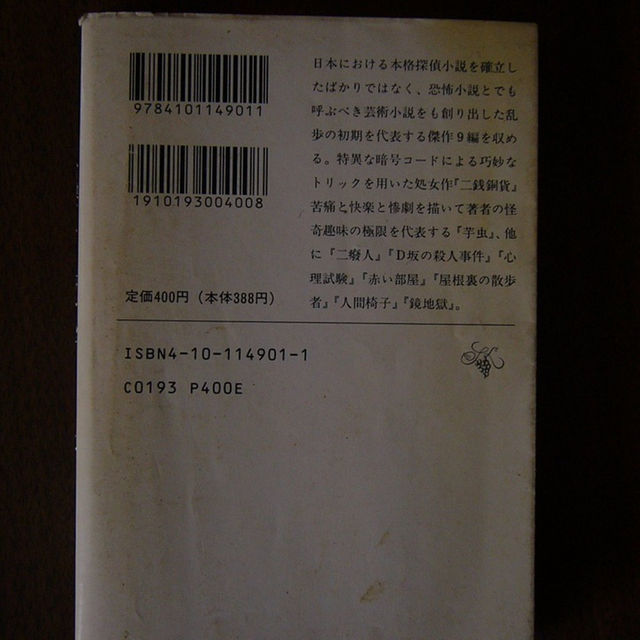 9784101149011
1910193004008
定価400円（本体388円）
日本における本格探偵小説を確立し
たばかりではなく、恐怖小説とでも
呼ぶべき芸術小説をも創り出した乱
歩の初期を代表する傑作９編を収め
る。特異な暗号コードによる巧妙な
トリックを用いた処女作『二銭銅貨』
苦痛と快楽と惨劇を描いて著者の怪
奇趣味の極限を代表する『芋虫』、他
に『二癈人』『Ｄ坂の殺人事件』『心
理試験』『赤い部屋』『屋根裏の散歩
者』『人間椅子』『鏡地獄』。
ISBN4-10-114901-1
C0193 P400E